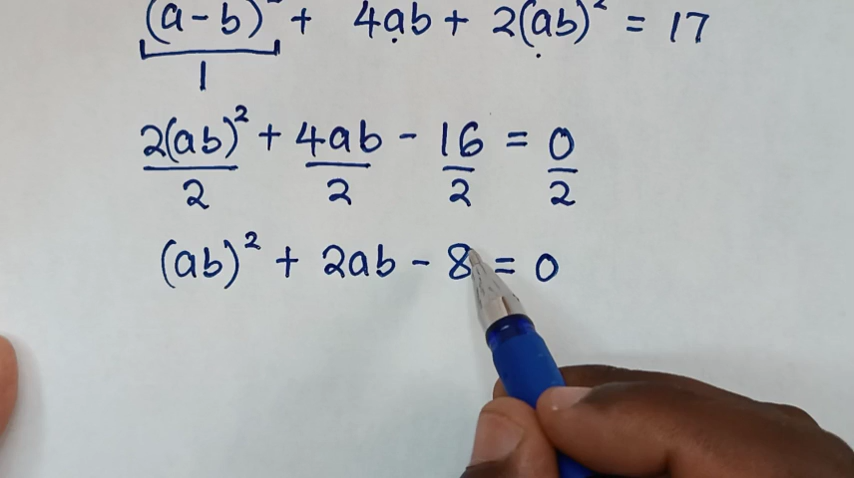 (a-b)² + 4ab + 2(ab)² = 17
1
2(ab)² + 4ab - 16 = 0
2 2 2 2
(ab)² + 2ab - 8 = 0